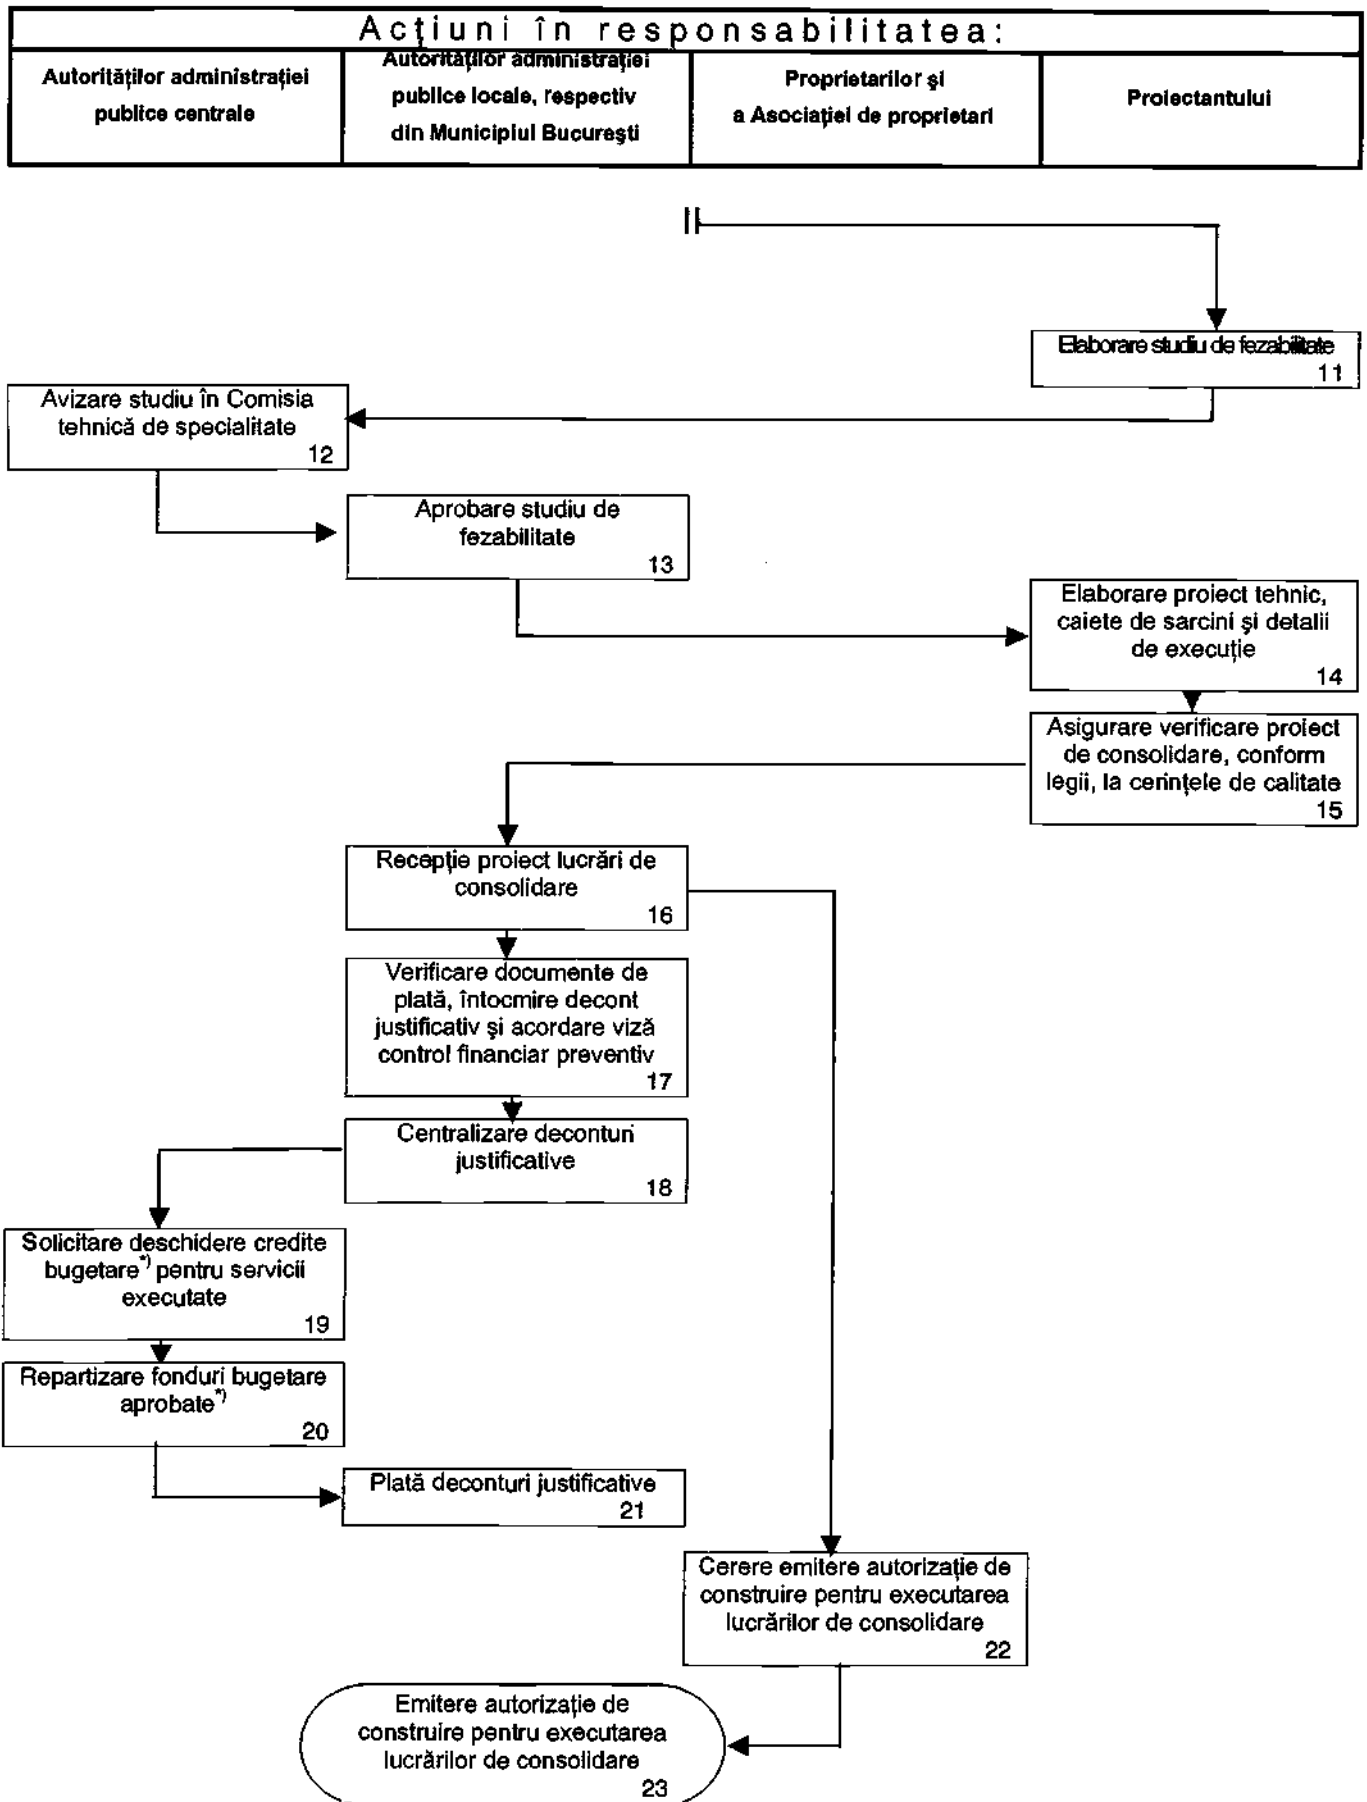 Acțiuni în responsabilitatea:
Autorităților administrației
publice centrale
Autorităților administrației
publice locale, respectiv
din Municipiul București
Proprietarilor și
a Asociației de proprietari
Proiectantului
Elaborare studiu de fezabilitate
11
Avizare studiu în Comisia
tehnică de specialitate
12
Aprobare studiu de
fezabilitate
13
Elaborare proiect tehnic,
caiete de sarcini și detalii
de execuție
14
Asigurare verificare proiect
de consolidare, conform
legii, la cerințele de calitate
15
Recepție proiect lucrări de
consolidare
16
Verificare documente de
plată, întocmire decont
justificativ și acordare viză
control financiar preventiv
17
Centralizare deconturi
justificative
18
Solicitare deschidere credite
bugetare*) pentru servicii
executate
19
Repartizare fonduri bugetare
aprobate*)
20
Plată deconturi justificative
21
Cerere emitere autorizație de
construire pentru executarea
lucrărilor de consolidare
22
Emitere autorizație de
construire pentru executarea
lucrărilor de consolidare
23